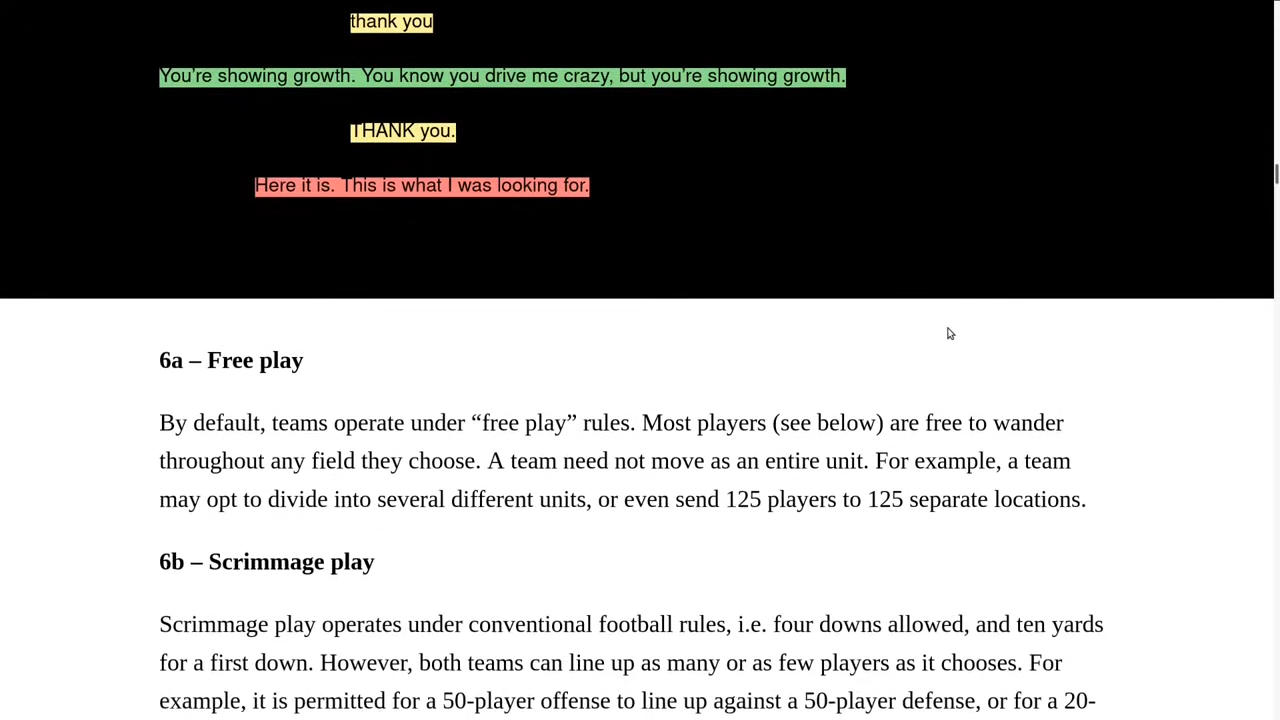 thank you
You’re showing growth. You know you drive me crazy, but you’re showing growth.
THANK you.
Here it is. This is what I was looking for.
6a – Free play
By default, teams operate under “free play” rules. Most players (see below) are free to wander
throughout any field they choose. A team need not move as an entire unit. For example, a team
may opt to divide into several different units, or even send 125 players to 125 separate locations.
6b – Scrimmage play
Scrimmage play operates under conventional football rules, i.e. four downs allowed, and ten yards
for a first down. However, both teams can line up as many or as few players as it chooses. For
example, it is permitted for a 50-player offense to line up against a 50-player defense, or for a 20-